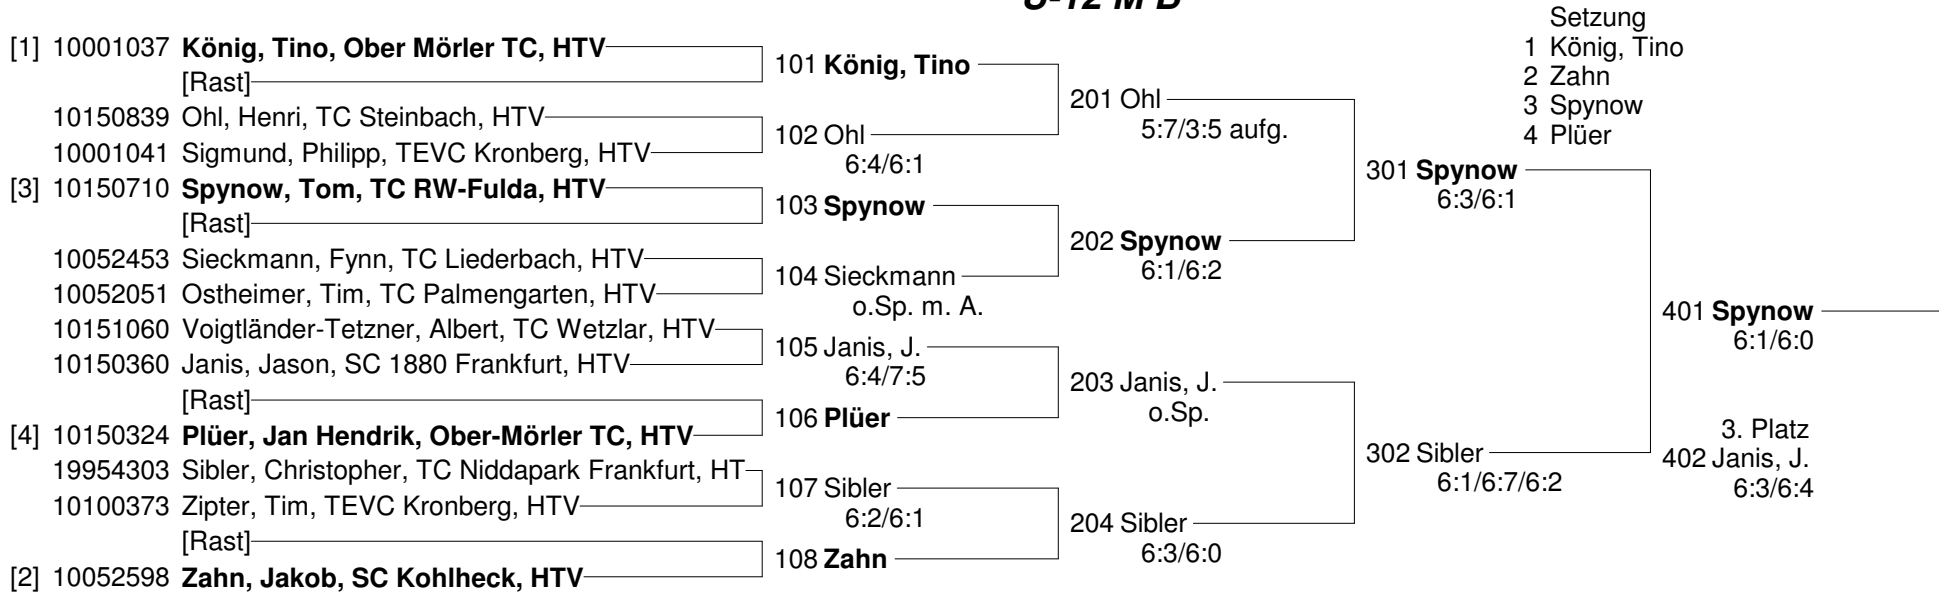 U-12 M B
Setzung
1 König, Tino
2 Zahn
3 Spynow
4 Plüer
[1] 10001037 König, Tino, Ober Mörler TC, HTV
[Rast]
10150839 Ohl, Henri, TC Steinbach, HTV
10001041 Sigmund, Philipp, TEVC Kronberg, HTV
[3] 10150710 Spynow, Tom, TC RW-Fulda, HTV
[Rast]
10052453 Sieckmann, Fynn, TC Liederbach, HTV
10052051 Ostheimer, Tim, TC Palmengarten, HTV
10151060 Voigtländer-Tetzner, Albert, TC Wetzlar, HTV
10150360 Janis, Jason, SC 1880 Frankfurt, HTV
[Rast]
[4] 10150324 Plüer, Jan Hendrik, Ober-Mörler TC, HTV
19954303 Sibler, Christopher, TC Niddapark Frankfurt, HT
10100373 Zipter, Tim, TEVC Kronberg, HTV
[Rast]
[2] 10052598 Zahn, Jakob, SC Kohlheck, HTV
101 König, Tino
102 Ohl
6:4/6:1
103 Spynow
104 Sieckmann
o.Sp. m. A.
105 Janis, J.
6:4/7:5
106 Plüer
107 Sibler
6:2/6:1
108 Zahn
201 Ohl
5:7/3:5 aufg.
202 Spynow
6:1/6:2
203 Janis, J.
o.Sp.
204 Sibler
6:3/6:0
301 Spynow
6:3/6:1
302 Sibler
6:1/6:7/6:2
401 Spynow
6:1/6:0
3. Platz
402 Janis, J.
6:3/6:4